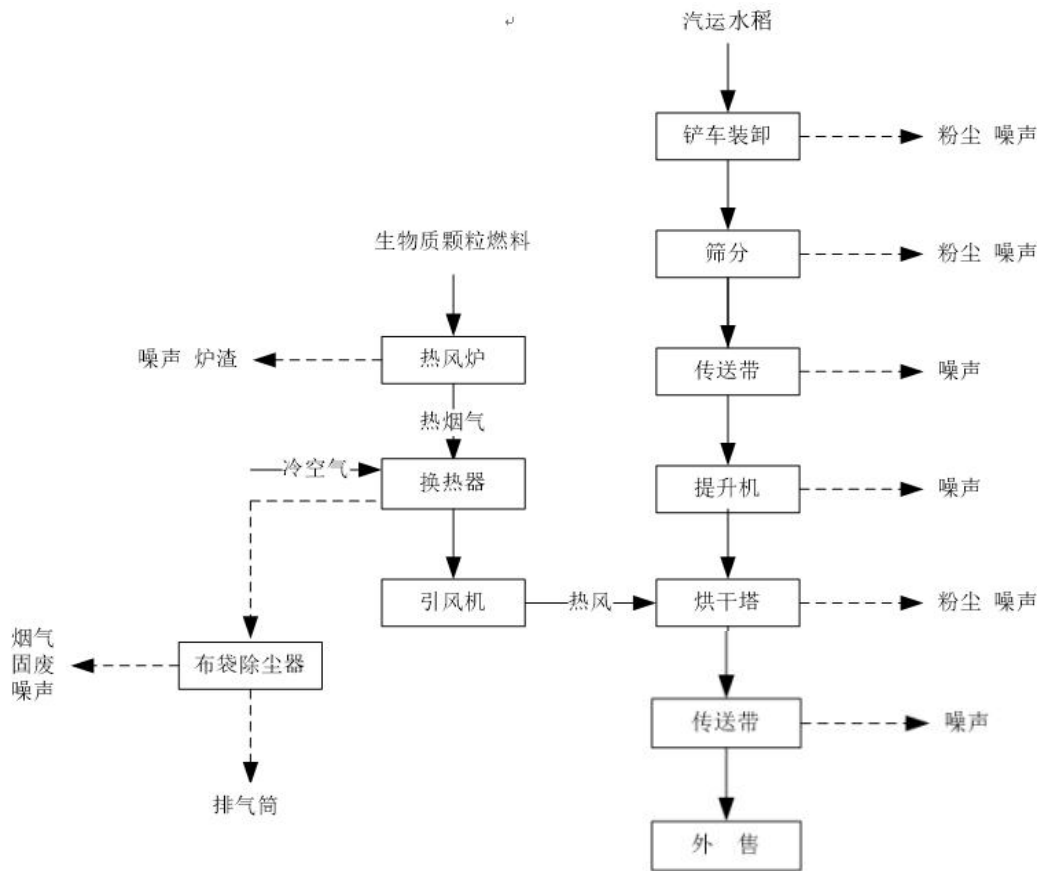 汽运水稻
铲车装卸
粉尘 噪声
筛分
粉尘 噪声
生物质颗粒燃料
噪声 炉渣
热风炉
传送带
噪声
热烟气
冷空气
换热器
提升机
噪声
引风机
热风
烘干塔
粉尘 噪声
烟气
固废
噪声
布袋除尘器
传送带
噪声
排气筒
外 售